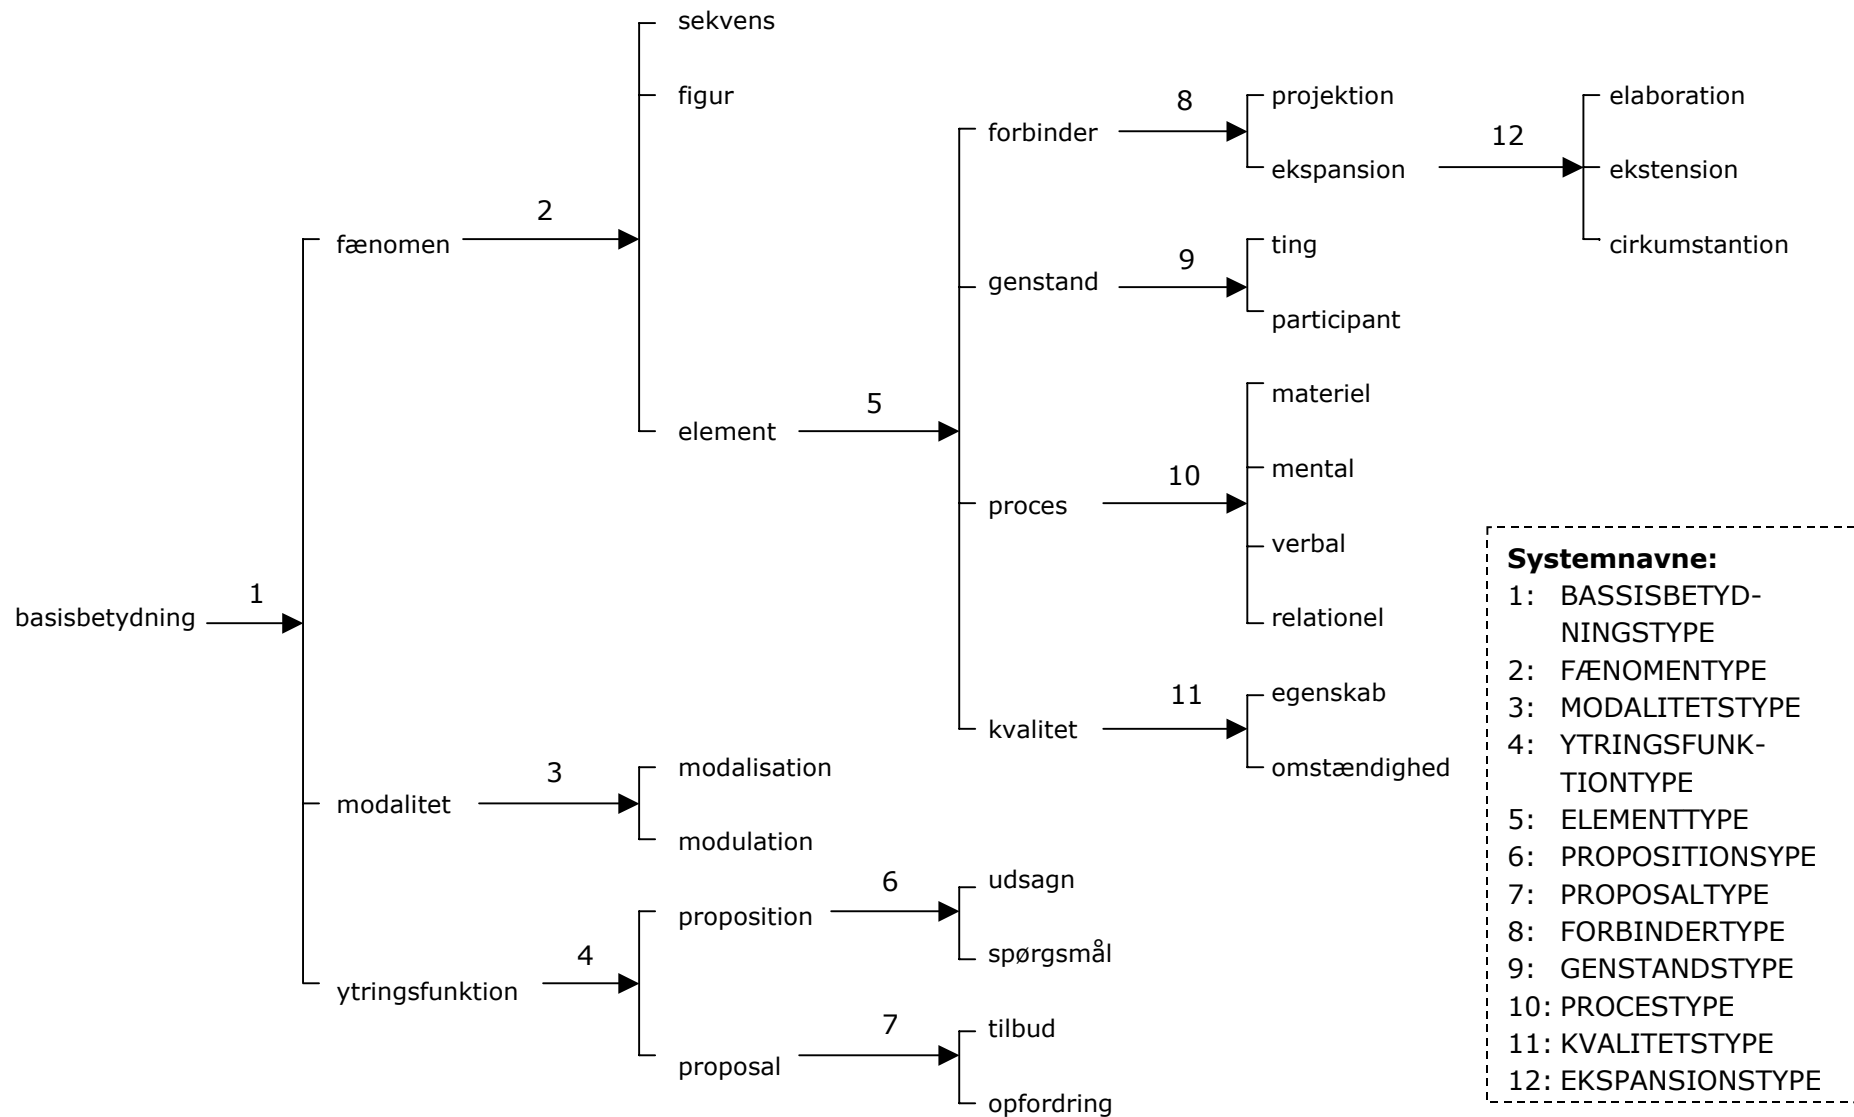 sekvens
figur
8
projektion
elaboration
forbinder
12
ekspansion
ekstension
2
fænomen
9
ting
cirkumstantion
genstand
participant
5
materiel
element
10
mental
proces
verbal
1
basisbetydning
relationel
11
egenskab
kvalitet
omstændighed
3
modalisation
modalitet
modulation
6
udsagn
proposition
4
spørgsmål
ytringsfunktion
7
tilbud
proposal
opfordring
Systemnavne:
1: BASSISBETYD-
NINGSTYPE
2: FÆNOMENTYPE
3: MODALITETSTYPE
4: YTRINGSFUNK-
TIONTYPE
5: ELEMENTTYPE
6: PROPOSITIONSYPE
7: PROPOSALTYPE
8: FORBINDERTYPE
9: GENSTANDSTYPE
10: PROCESTYPE
11: KVALITETSTYPE
12: EKSPANSIONSTYPE